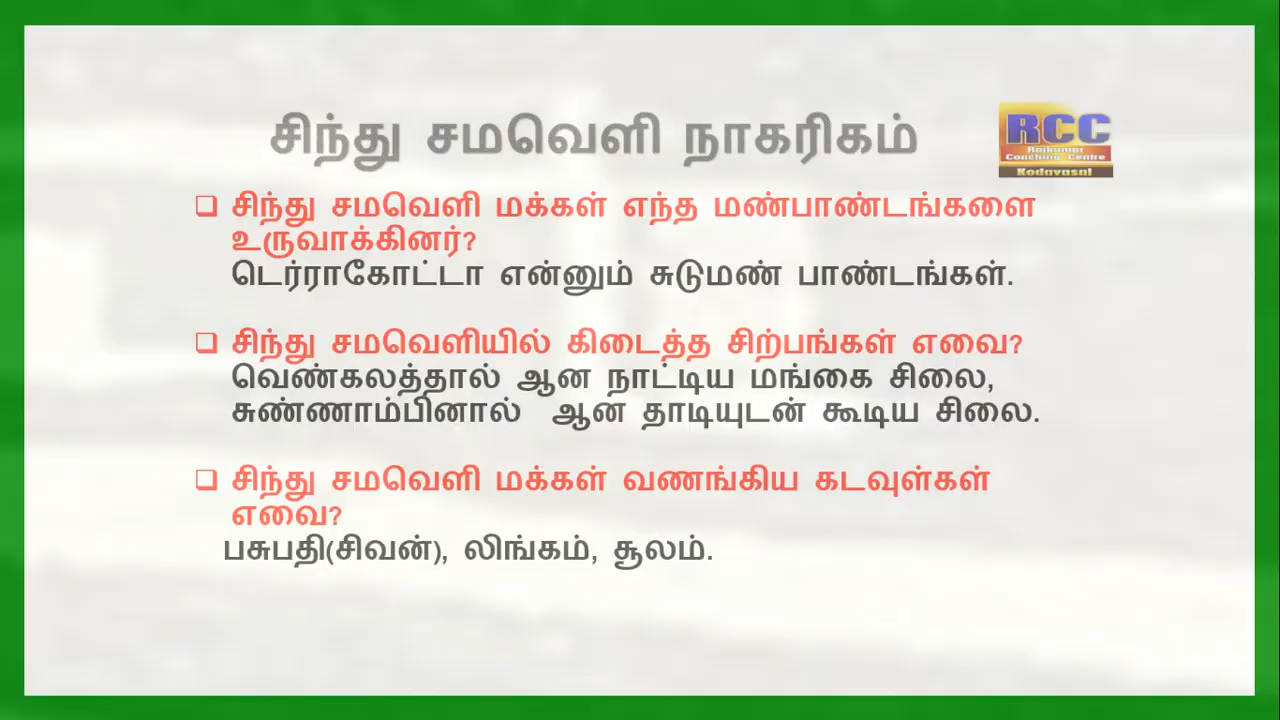 சிந்து சமவெளி நாகரிகம்
RCC
Rajkumar
Coaching Centre
Kodavasal
❑ சிந்து சமவெளி மக்கள் எந்த மண்பாண்டங்களை
உருவாக்கினர்?
டெர்ராகோட்டா என்னும் சுடுமண் பாண்டங்கள்.
❑ சிந்து சமவெளியில் கிடைத்த சிற்பங்கள் எவை?
வெண்கலத்தால் ஆன நாட்டிய மங்கை சிலை,
சுண்ணாம்பினால் ஆன தாடியுடன் கூடிய சிலை.
❑ சிந்து சமவெளி மக்கள் வணங்கிய கடவுள்கள்
எவை?
பசுபதி(சிவன்), லிங்கம், சூலம்.